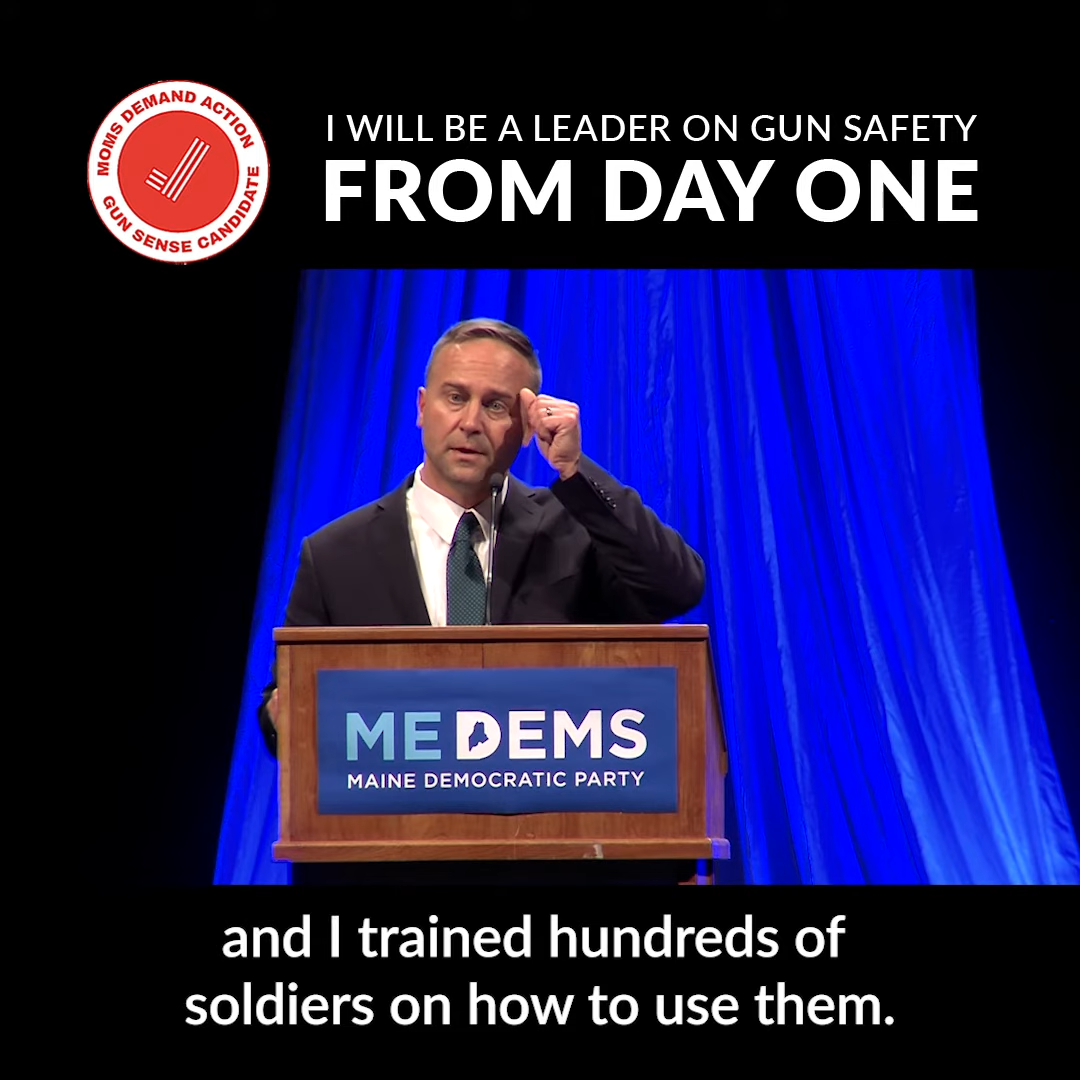 MOMS DEMAND ACTION
GUN SENSE CANDIDATE
I WILL BE A LEADER ON GUN SAFETY
FROM DAY ONE
ME DEMS
MAINE DEMOCRATIC PARTY
and I trained hundreds of
soldiers on how to use them.